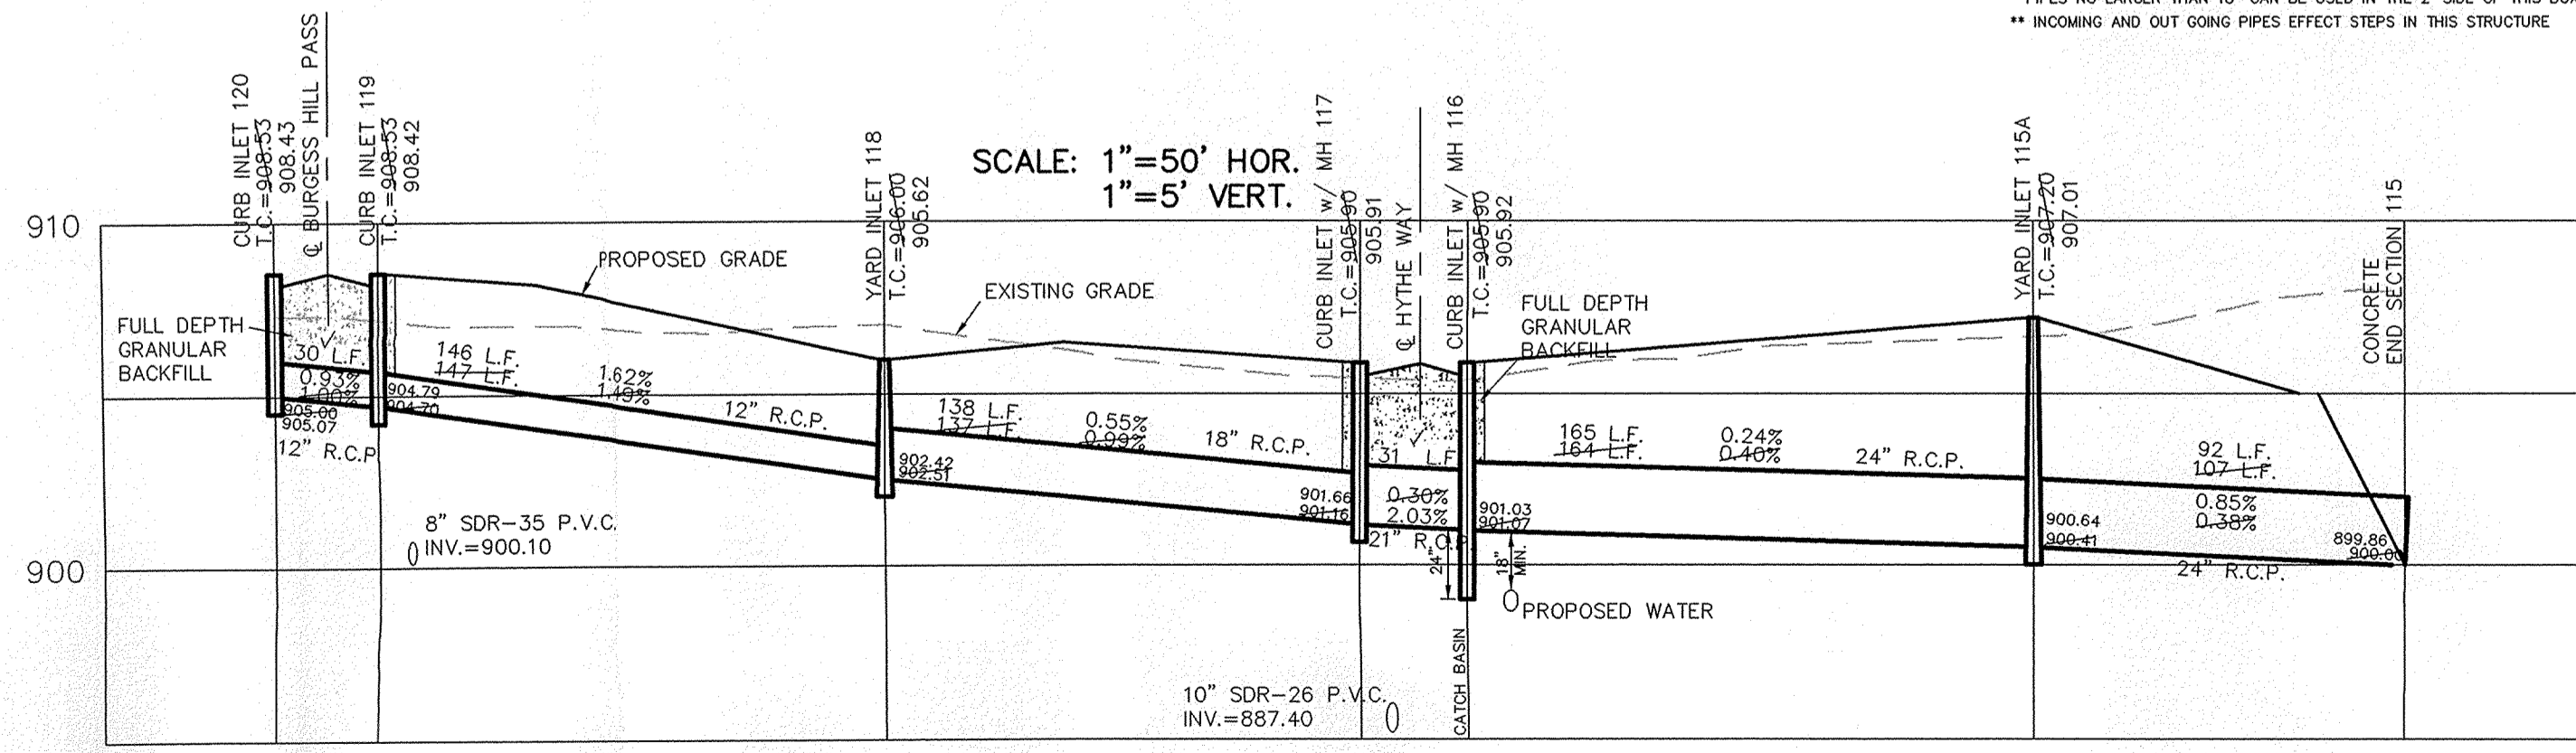 PIPES NO LARGER THAN
CAN BE USED IN THE 2' SIDE OF THIS BOX
** INCOMING AND OUT GOING PIPES EFFECT STEPS IN THIS STRUCTURE
CURB INLET 120
T.C.=908.53
908.43
℄ BURGESS HILL PASS
CURB INLET 119
T.C.=908.53
908.42
YARD INLET 118
T.C.=906.00
905.62
SCALE: 1"=50' HOR.
1"=5' VERT.
CURB INLET w/ MH 117
T.C.=905.90
905.91
℄ HYTHE WAY
CURB INLET w/ MH 116
T.C.=905.90
905.92
YARD INLET 115A
T.C.=907.20
907.01
CONCRETE
END SECTION 115
910
PROPOSED GRADE
EXISTING GRADE
FULL DEPTH
GRANULAR
BACKFILL
FULL DEPTH
GRANULAR
BACKFILL
30 L.F.
0.93%
1.00%
905.00
905.07
12" R.C.P
146 L.F.
147 L.F.
904.79
904.70
1.62%
1.49%
12" R.C.P.
138 L.F.
137 L.F.
0.55%
0.99%
18" R.C.P.
902.42
902.51
31 L.F
901.66
901.16
0.30%
2.03%
21" R.C.P
901.03
901.07
24"
18"
MIN.
165 L.F.
164 L.F.
0.24%
0.40%
24" R.C.P.
92 L.F.
107 L.F.
0.85%
0.38%
900.64
900.41
899.86
900.00
24" R.C.P.
8" SDR-35 P.V.C.
INV.=900.10
900
PROPOSED WATER
CATCH BASIN
10" SDR-26 P.V.C.
INV.=887.40